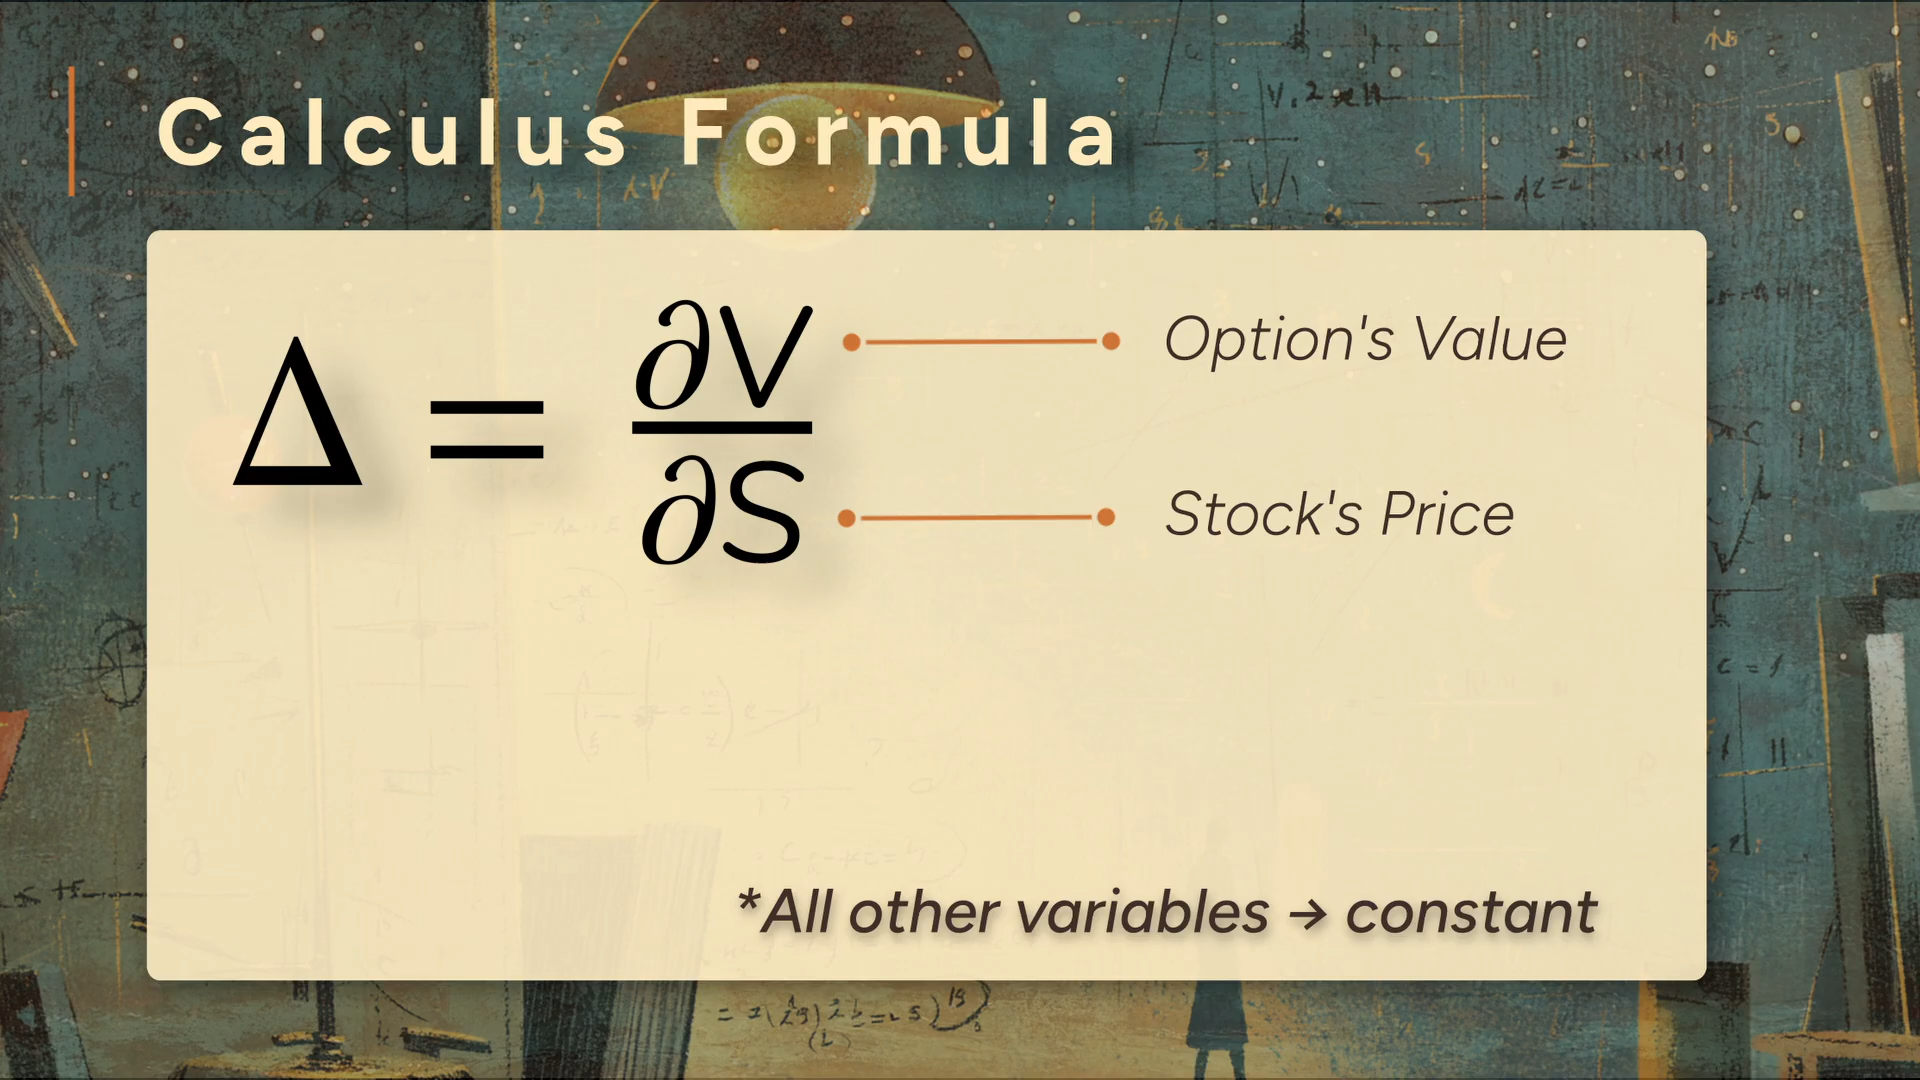 Calculus Formula
Δ = ∂V/∂S
Option's Value
Stock's Price
*All other variables → constant